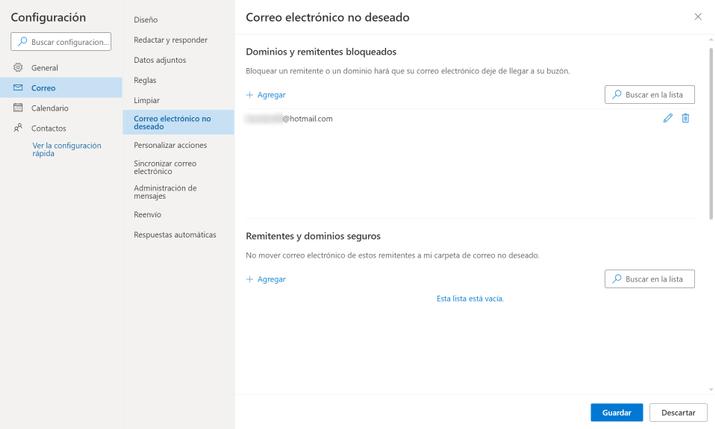 Configuración
Buscar configuracion...
General
Correo
Calendario
Contactos
Ver la configuración
rápida
Diseño
Redactar y responder
Datos adjuntos
Reglas
Limpiar
Correo electrónico no
deseado
Personalizar acciones
Sincronizar correo
electrónico
Administración de
mensajes
Reenvío
Respuestas automáticas
Correo electrónico no deseado
Dominios y remitentes bloqueados
Bloquear un remitente o un dominio hará que su correo electrónico deje de llegar a su buzón.
Agregar
Buscar en la lista
@hotmail.com
Remitentes y dominios seguros
No mover correo electrónico de estos remitentes a mi carpeta de correo no deseado.
Agregar
Buscar en la lista
Esta lista está vacía.
Guardar
Descartar